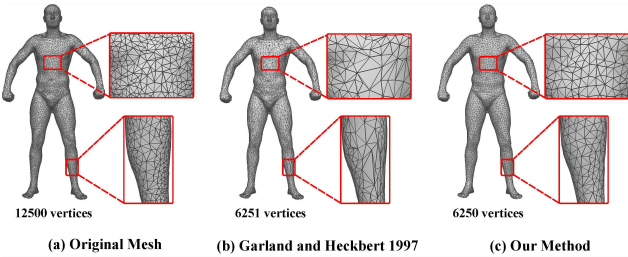 12500 vertices
6251 vertices
6250 vertices
(a) Original Mesh
(b) Garland and Heckbert 1997
(c) Our Method